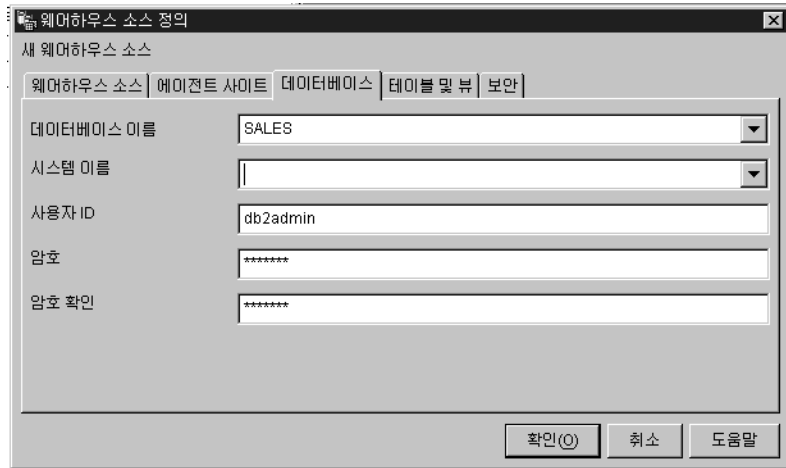 웨어하우스 소스 정의
새 웨어하우스 소스
웨어하우스 소스 에이전트 사이트 데이터베이스 테이블 및 뷰 보안
데이터베이스 이름 SALES
시스템 이름
사용자 ID db2admin
암호 *******
암호 확인 *******
확인(O) 취소 도움말